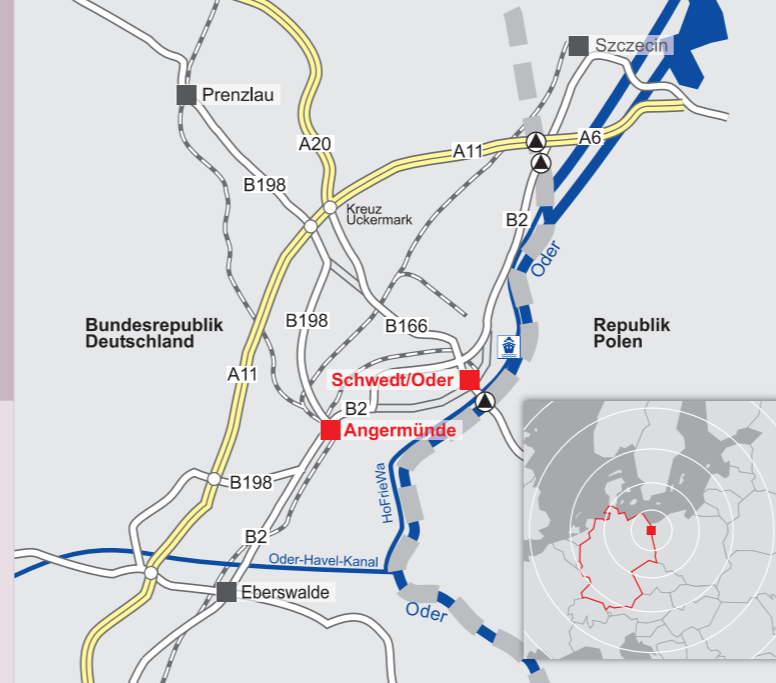 Szczecin
Prenzlau
A20
A11
A6
B198
Kreuz
Uckermark
B2
Oder
Bundesrepublik
Deutschland
B198
B166
Republik
Polen
A11
Schwedt/Oder
B2
Angermünde
B198
HoFrieWa
B2
Oder-Havel-Kanal
Eberswalde
Oder